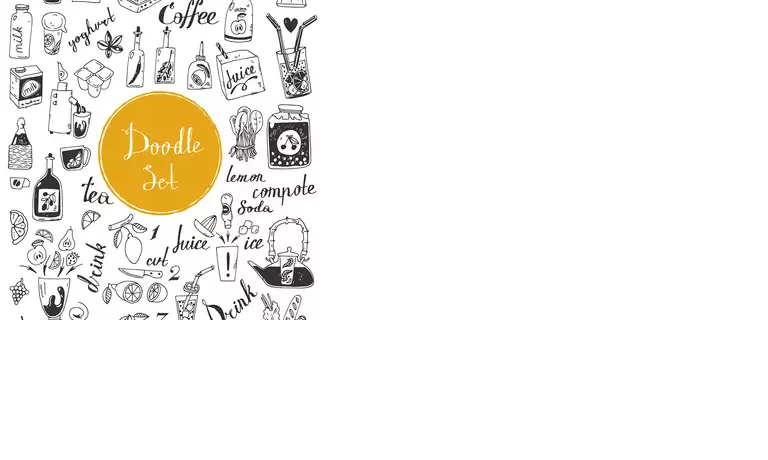 Coffee
yoghurt
milk
milk
Juice
Doodle
Set
lemon
compote
tea
Soda
1
Juice
ice
drink
cut
2
!
Drink